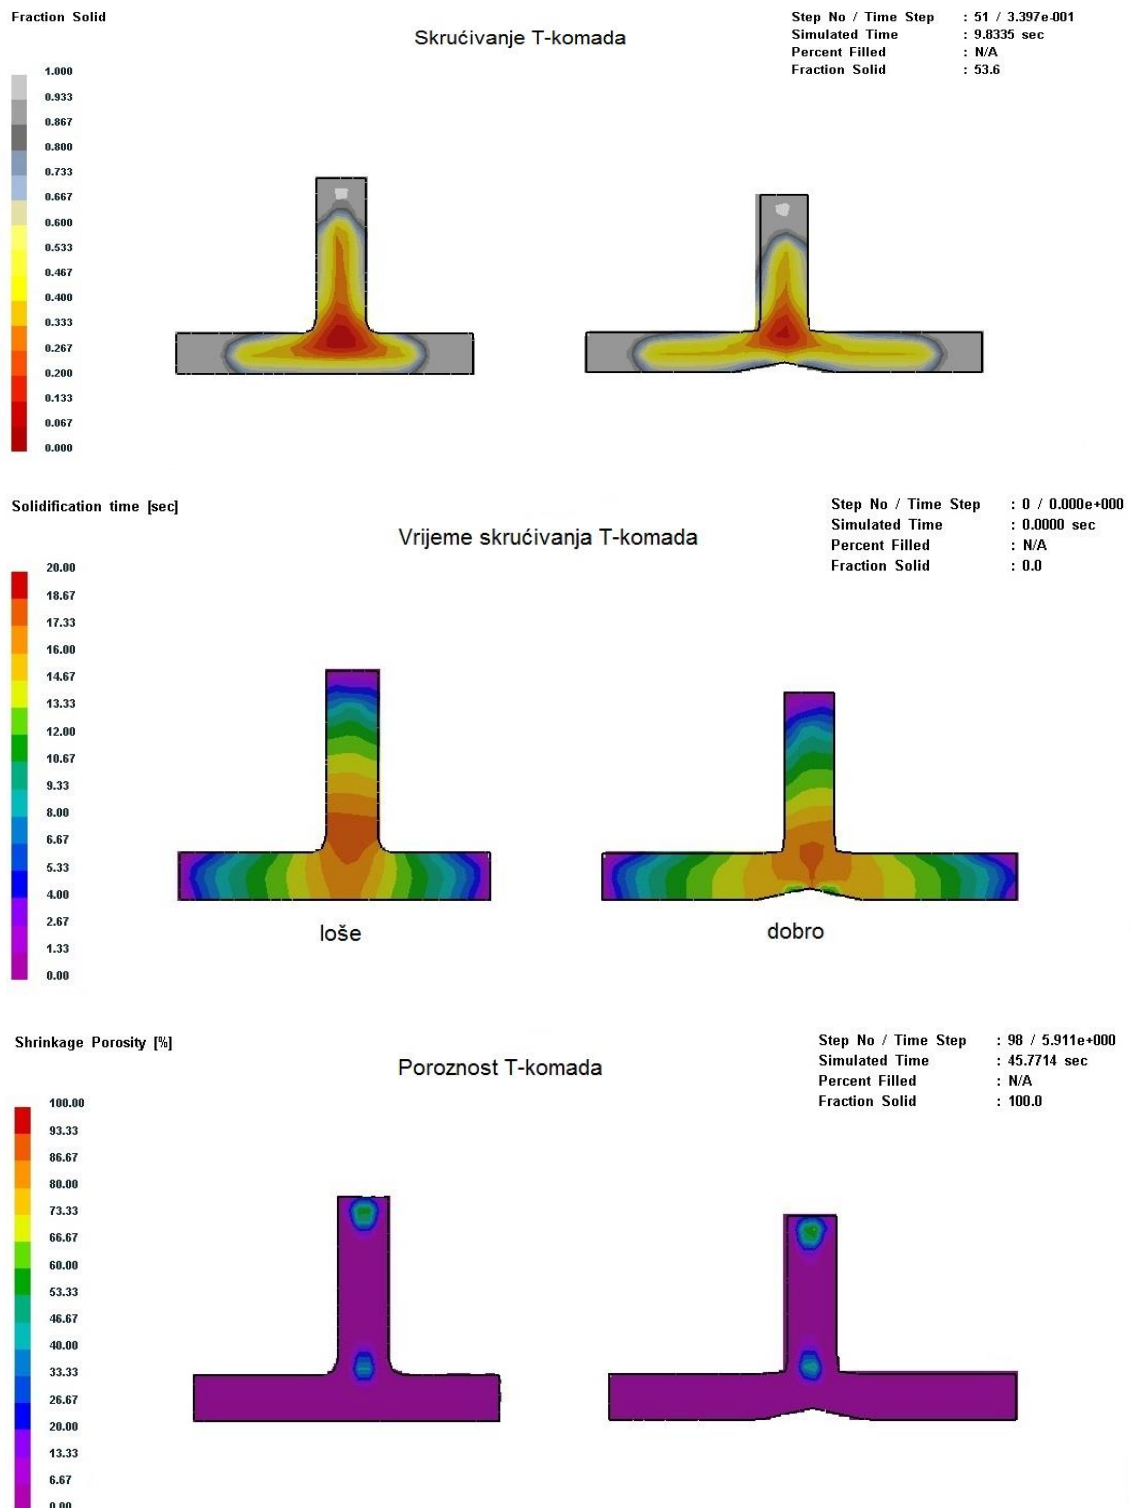 Fraction Solid
Skrućivanje T-komada
Step No / Time Step : 51 / 3.397e-001
Simulated Time : 9.8335 sec
Percent Filled : N/A
Fraction Solid : 53.6
1.000
0.933
0.867
0.800
0.733
0.667
0.600
0.533
0.467
0.400
0.333
0.267
0.200
0.133
0.067
0.000
Solidification time [sec]
Vrijeme skrućivanja T-komada
Step No / Time Step : 0 / 0.000e+000
Simulated Time : 0.0000 sec
Percent Filled : N/A
Fraction Solid : 0.0
20.00
18.67
17.33
16.00
14.67
13.33
12.00
10.67
9.33
8.00
6.67
5.33
4.00
2.67
1.33
0.00
loše
dobro
Shrinkage Porosity [%]
Poroznost T-komada
Step No / Time Step : 98 / 5.911e+000
Simulated Time : 45.7714 sec
Percent Filled : N/A
Fraction Solid : 100.0
100.00
93.33
86.67
80.00
73.33
66.67
60.00
53.33
46.67
40.00
33.33
26.67
20.00
13.33
6.67
0.00